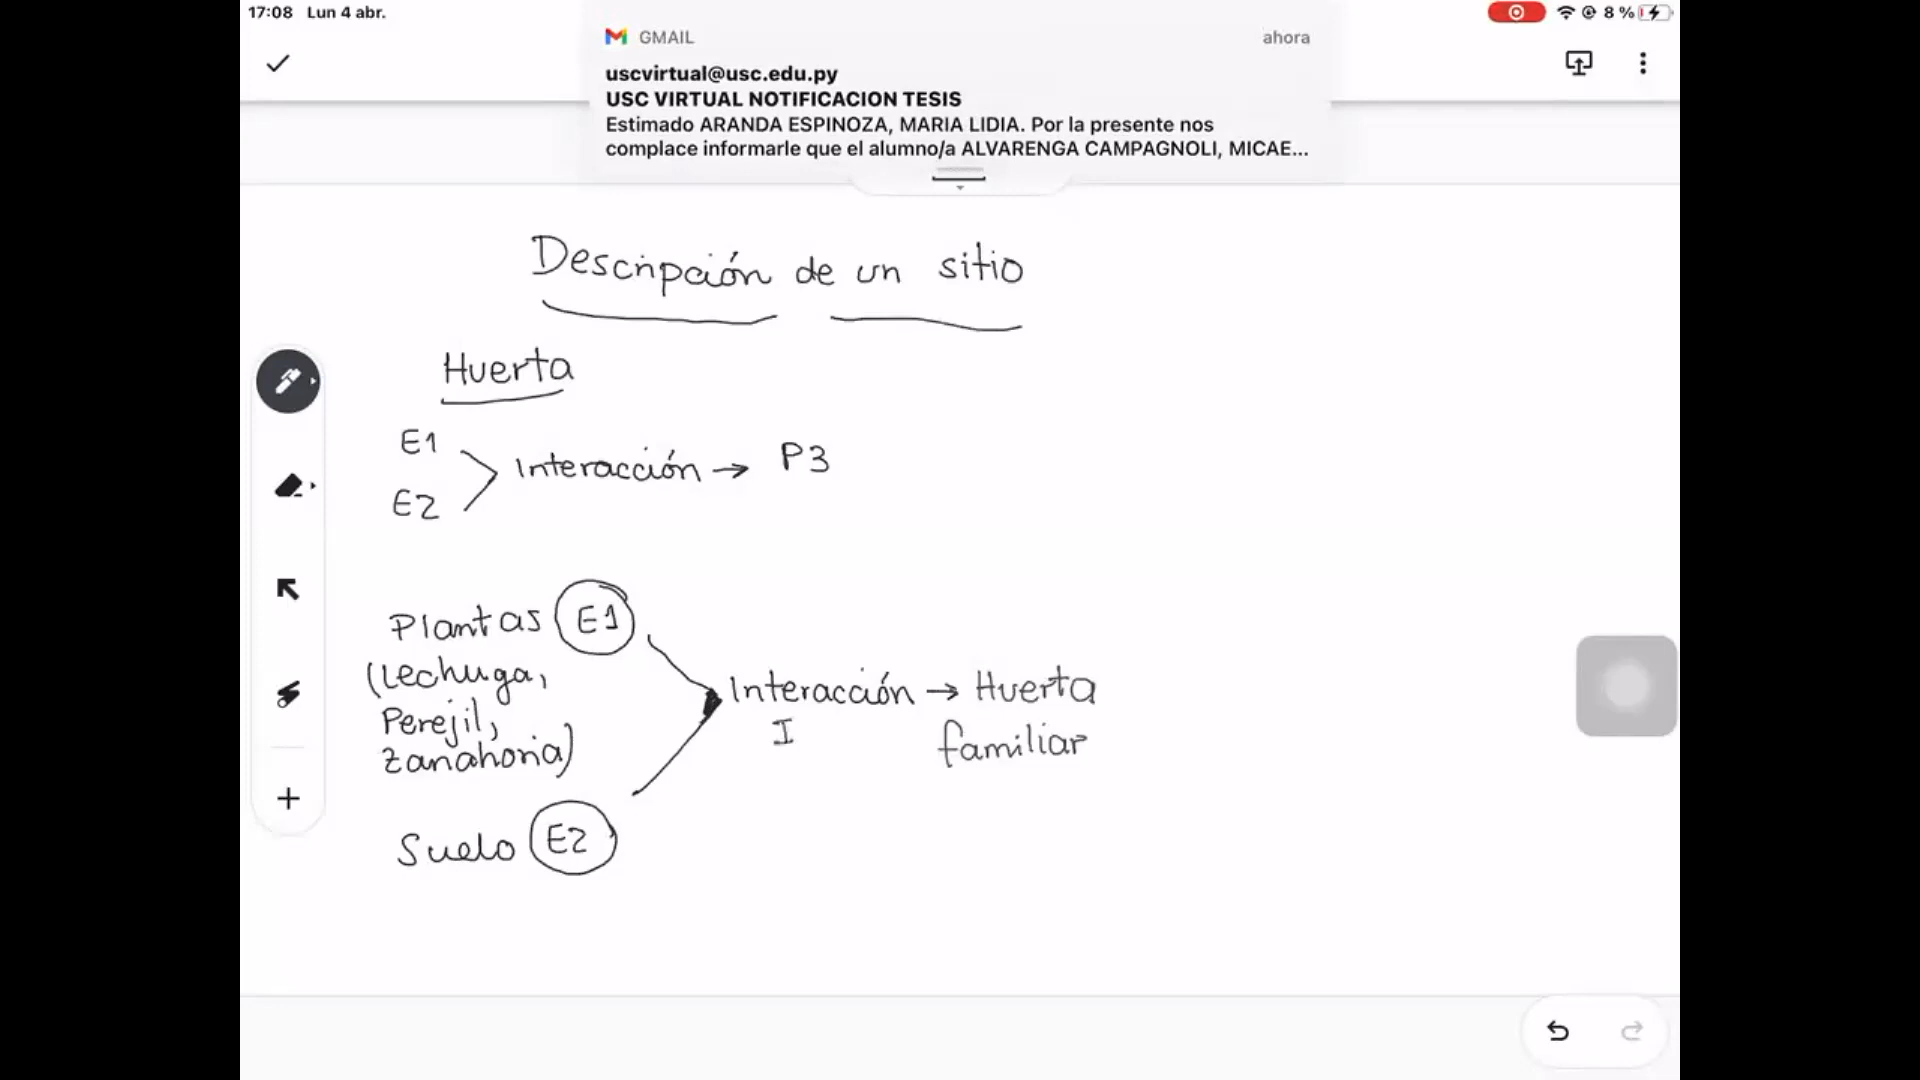 17:08 Lun 4 abr.
8 %
GMAIL
ahora
uscvirtual@usc.edu.py
USC VIRTUAL NOTIFICACION TESIS
Estimado ARANDA ESPINOZA, MARIA LIDIA. Por la presente nos
complace informarle que el alumno/a ALVARENGA CAMPAGNOLI, MICAE...
Descripción de un sitio
Huerta
E1
Interacción → P3
E2
Plantas E1
(Lechuga,
Perejil,
zanahoria)
Interacción → Huerta
I familiar
Suelo E2